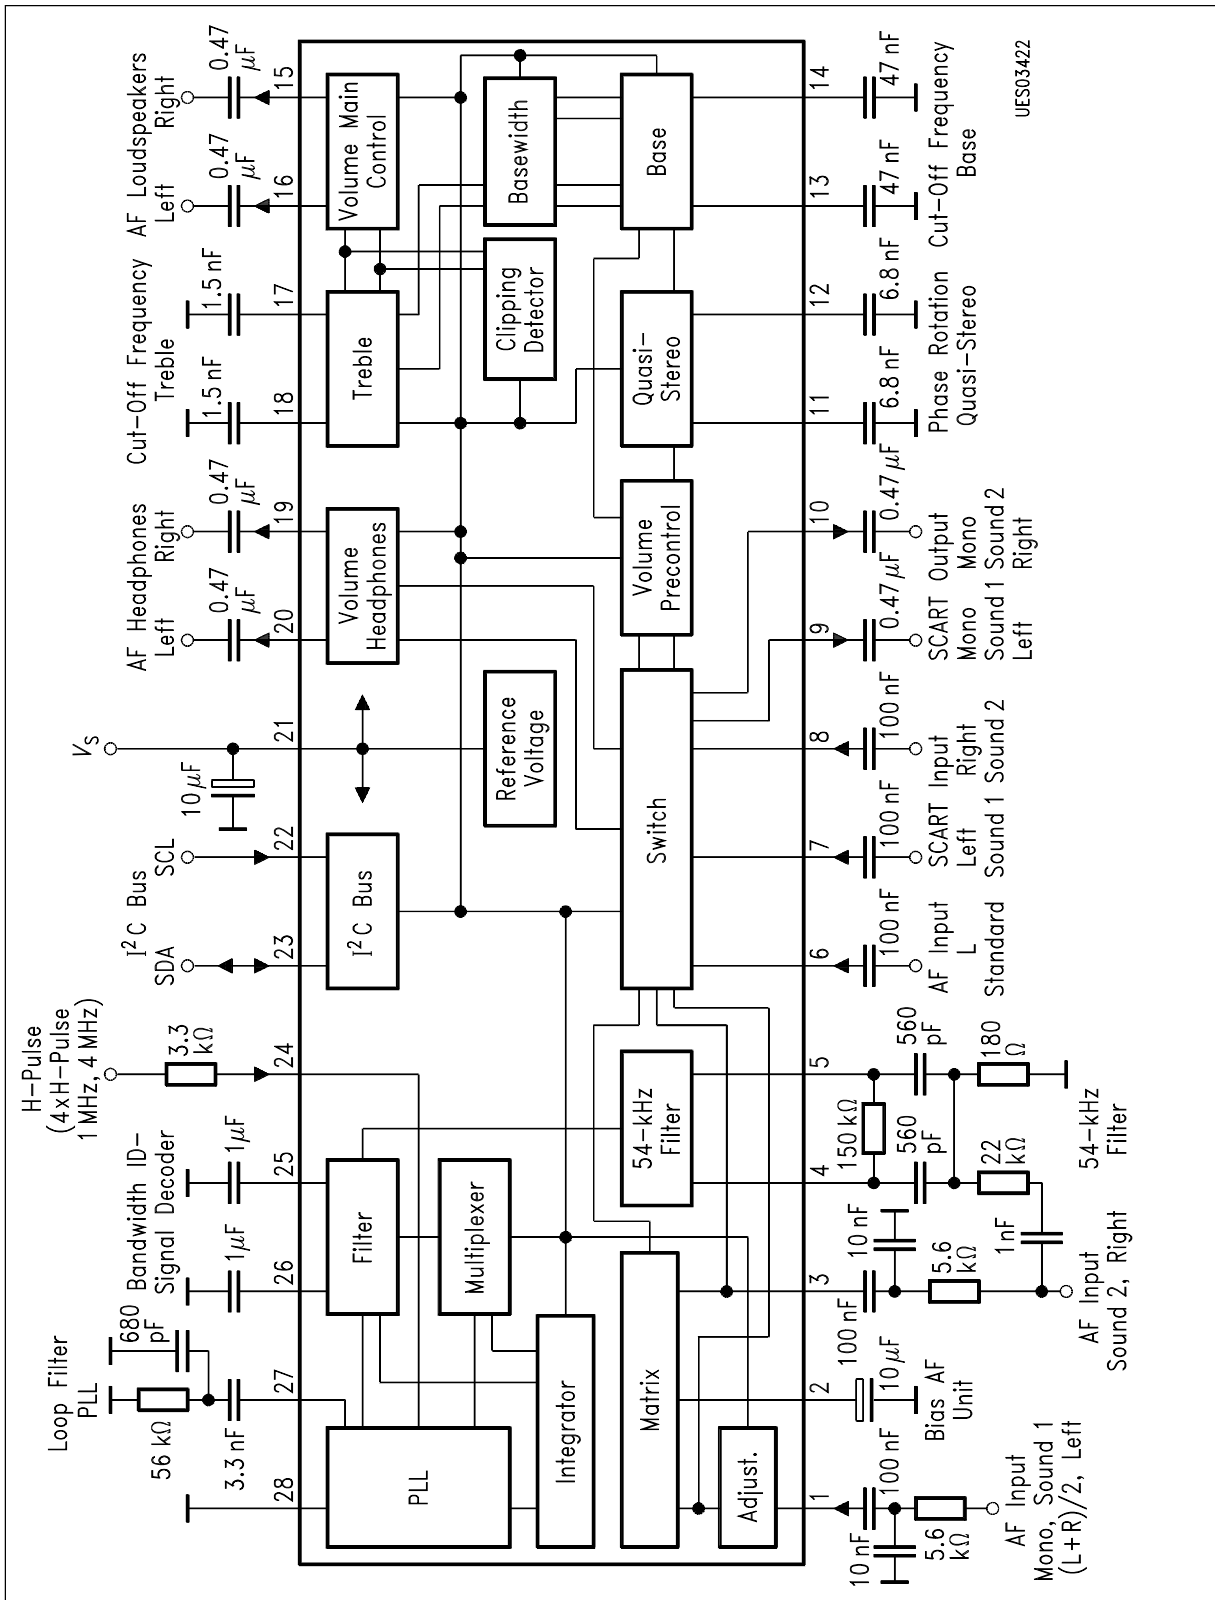 Loop Filter
PLL
56 kΩ
680
pF
3.3 nF
Bandwidth ID-
Signal Decoder
1 µF
1 µF
H-Pulse
(4xH-Pulse
1 MHz, 4 MHz)
3.3
kΩ
I²C Bus
SDA
SCL
VS
10 µF
AF Headphones
Left
Right
0.47
µF
0.47
µF
Cut-Off Frequency
Treble
1.5 nF
1.5 nF
AF Loudspeakers
Left
Right
0.47
µF
0.47
µF
28
27
26
25
24
23
22
21
20
19
18
17
16
15
PLL
Filter
Multiplexer
Integrator
I²C Bus
Reference
Voltage
Volume
Headphones
Treble
Clipping
Detector
Volume Main
Control
Basewidth
Matrix
Adjust.
54-kHz
Filter
Switch
Volume
Precontrol
Quasi-
Stereo
Base
1
2
3
4
5
6
7
8
9
10
11
12
13
14
10 nF
100 nF
5.6
kΩ
AF Input
Mono, Sound 1
(L+R)/2, Left
10 µF
Bias AF
Unit
100 nF
10 nF
5.6
kΩ
1 nF
AF Input
Sound 2, Right
150 kΩ
560
pF
560
pF
22
kΩ
180
Ω
54-kHz
Filter
100 nF
AF Input
L
Standard
100 nF
100 nF
SCART Input
Left Right
Sound 1 Sound 2
0.47 µF
0.47 µF
SCART Output
Mono Mono
Sound 1 Sound 2
Left Right
6.8 nF
6.8 nF
Phase Rotation
Quasi-Stereo
47 nF
47 nF
Cut-Off Frequency
Base
UES03422